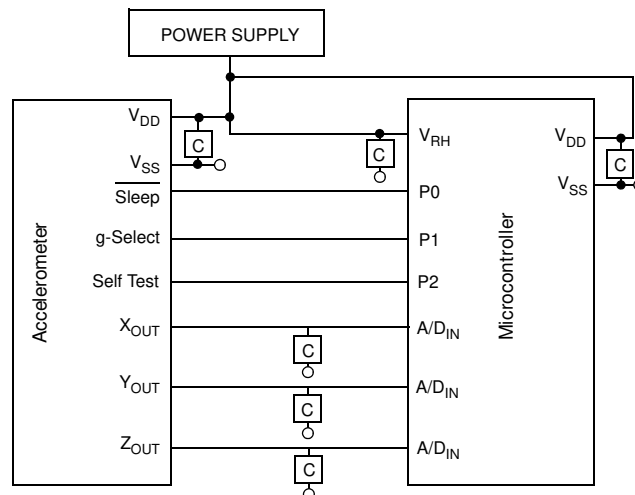 POWER SUPPLY
Accelerometer
V_DD
V_SS
Sleep
g-Select
Self Test
X_OUT
Y_OUT
Z_OUT
C
C
C
C
C
C
Microcontroller
V_RH
P0
P1
P2
A/D_IN
A/D_IN
A/D_IN
V_DD
V_SS